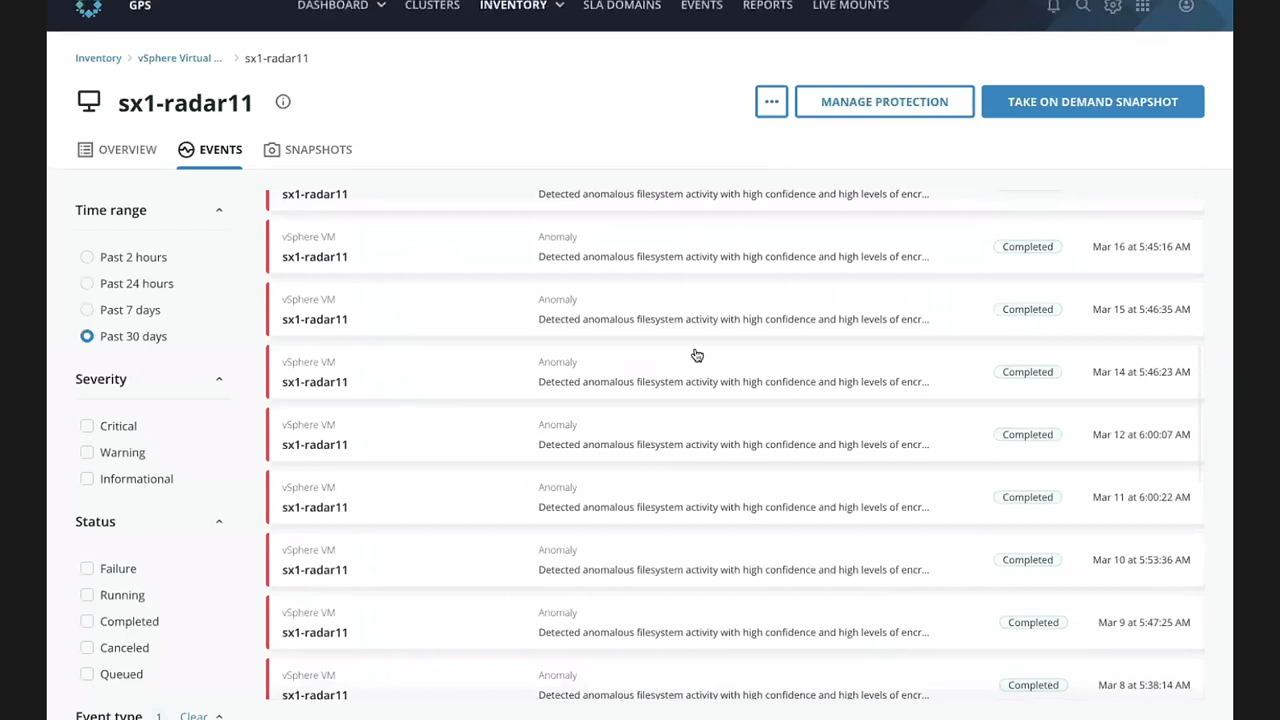 GPS DASHBOARD CLUSTERS INVENTORY SLA DOMAINS EVENTS REPORTS LIVE MOUNTS
Inventory > vSphere Virtual ... > sx1-radar11
sx1-radar11
... MANAGE PROTECTION TAKE ON DEMAND SNAPSHOT
OVERVIEW EVENTS SNAPSHOTS
Time range
Past 2 hours
Past 24 hours
Past 7 days
Past 30 days
Severity
Critical
Warning
Informational
Status
Failure
Running
Completed
Canceled
Queued
Event type 1 Clear
sx1-radar11 Detected anomalous filesystem activity with high confidence and high levels of encr...
vSphere VM Anomaly
sx1-radar11 Detected anomalous filesystem activity with high confidence and high levels of encr... Completed Mar 16 at 5:45:16 AM
vSphere VM Anomaly
sx1-radar11 Detected anomalous filesystem activity with high confidence and high levels of encr... Completed Mar 15 at 5:46:35 AM
vSphere VM Anomaly
sx1-radar11 Detected anomalous filesystem activity with high confidence and high levels of encr... Completed Mar 14 at 5:46:23 AM
vSphere VM Anomaly
sx1-radar11 Detected anomalous filesystem activity with high confidence and high levels of encr... Completed Mar 12 at 6:00:07 AM
vSphere VM Anomaly
sx1-radar11 Detected anomalous filesystem activity with high confidence and high levels of encr... Completed Mar 11 at 6:00:22 AM
vSphere VM Anomaly
sx1-radar11 Detected anomalous filesystem activity with high confidence and high levels of encr... Completed Mar 10 at 5:53:36 AM
vSphere VM Anomaly
sx1-radar11 Detected anomalous filesystem activity with high confidence and high levels of encr... Completed Mar 9 at 5:47:25 AM
vSphere VM Anomaly
sx1-radar11 Detected anomalous filesystem activity with high confidence and high levels of encr... Completed Mar 8 at 5:38:14 AM